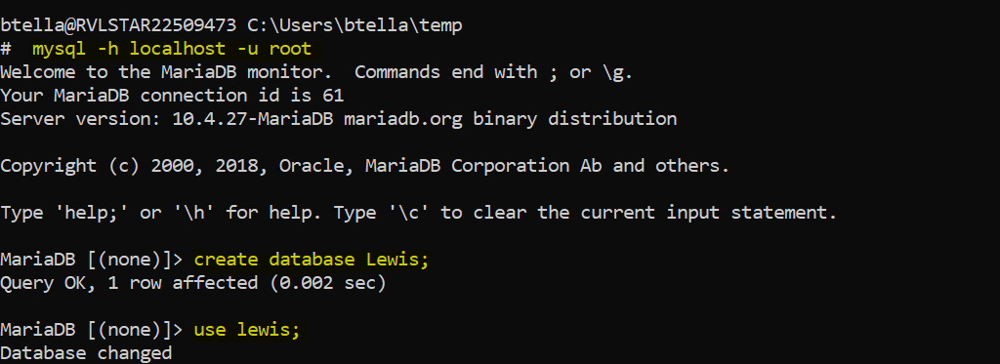 btella@RVLSTAR22509473 C:\Users\btella\temp
#  mysql -h localhost -u root
Welcome to the MariaDB monitor.  Commands end with ; or \g.
Your MariaDB connection id is 61
Server version: 10.4.27-MariaDB mariadb.org binary distribution
Copyright (c) 2000, 2018, Oracle, MariaDB Corporation Ab and others.
Type 'help;' or '\h' for help. Type '\c' to clear the current input statement.
MariaDB [(none)]> create database Lewis;
Query OK, 1 row affected (0.002 sec)
MariaDB [(none)]> use lewis;
Database changed